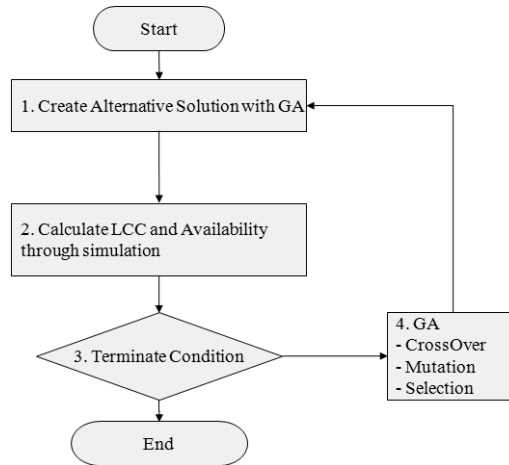 Start
1. Create Alternative Solution with GA
2. Calculate LCC and Availability
through simulation
3. Terminate Condition
4. GA
- CrossOver
- Mutation
- Selection
End